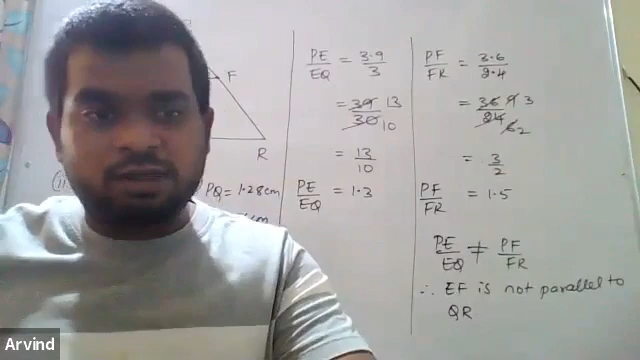 F
R
(ii)
PQ = 1.28cm
cm
PE/EQ = 3.9/3
= 39/30 13 10
= 13/10
PE/EQ = 1.3
PF/FR = 3.6/2.4
= 36/24 9 3 6 2
= 3/2
PF/FR = 1.5
PE/EQ ≠ PF/FR
∴ EF is not parallel to
QR
Arvind